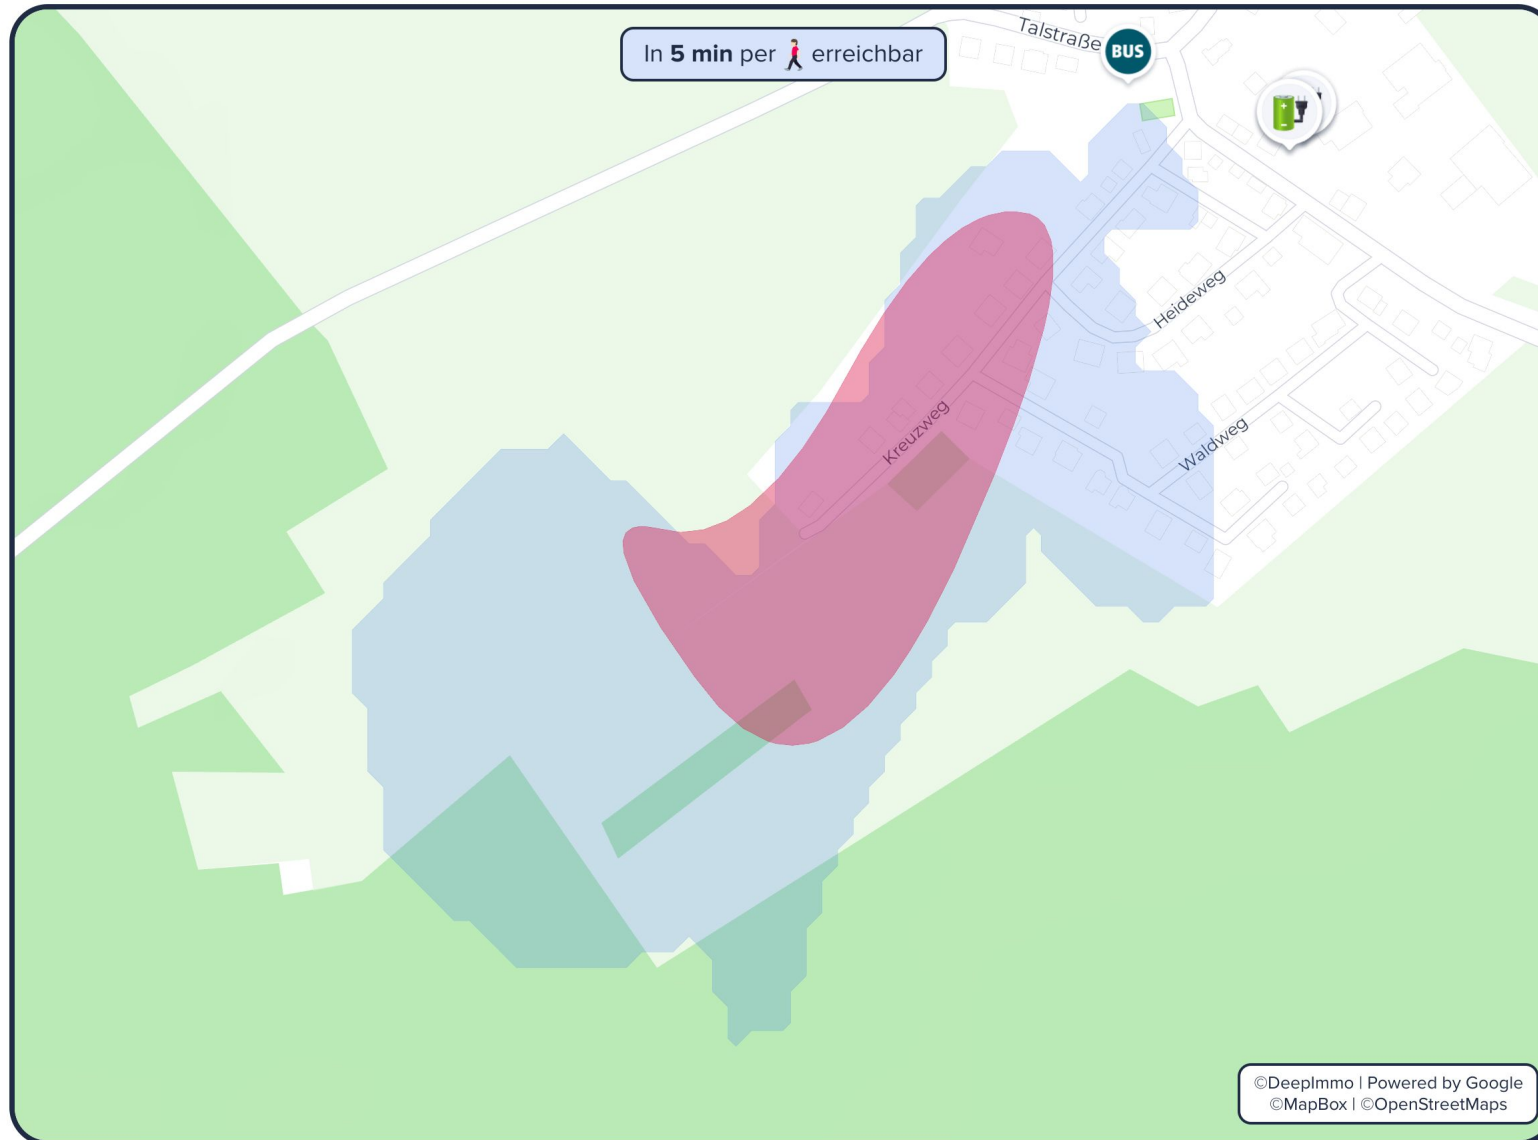 Talstraße
BUS
In 5 min per erreichbar
Heideweg
Kreuzweg
Waldweg
©DeepImmo | Powered by Google
©MapBox | ©OpenStreetMaps